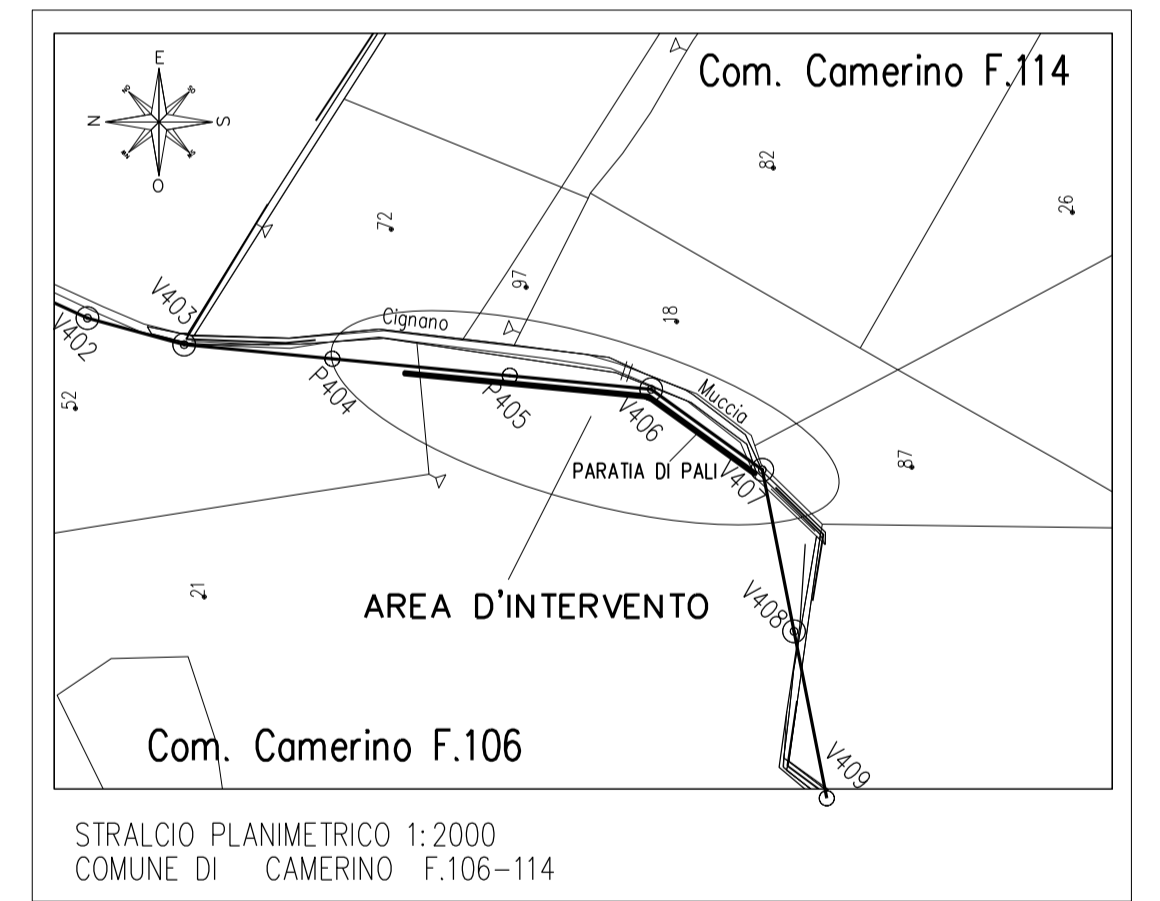 Com. Camerino F.114
E
N
S
O
82
26
72
97
18
V403
V402
Cignano
P404
P405
V406
Muccia
52
87
PARATIA DI PALI
V407
21
AREA D'INTERVENTO
V408
Com. Camerino F.106
V409
STRALCIO PLANIMETRICO 1:2000
COMUNE DI CAMERINO F.106-114